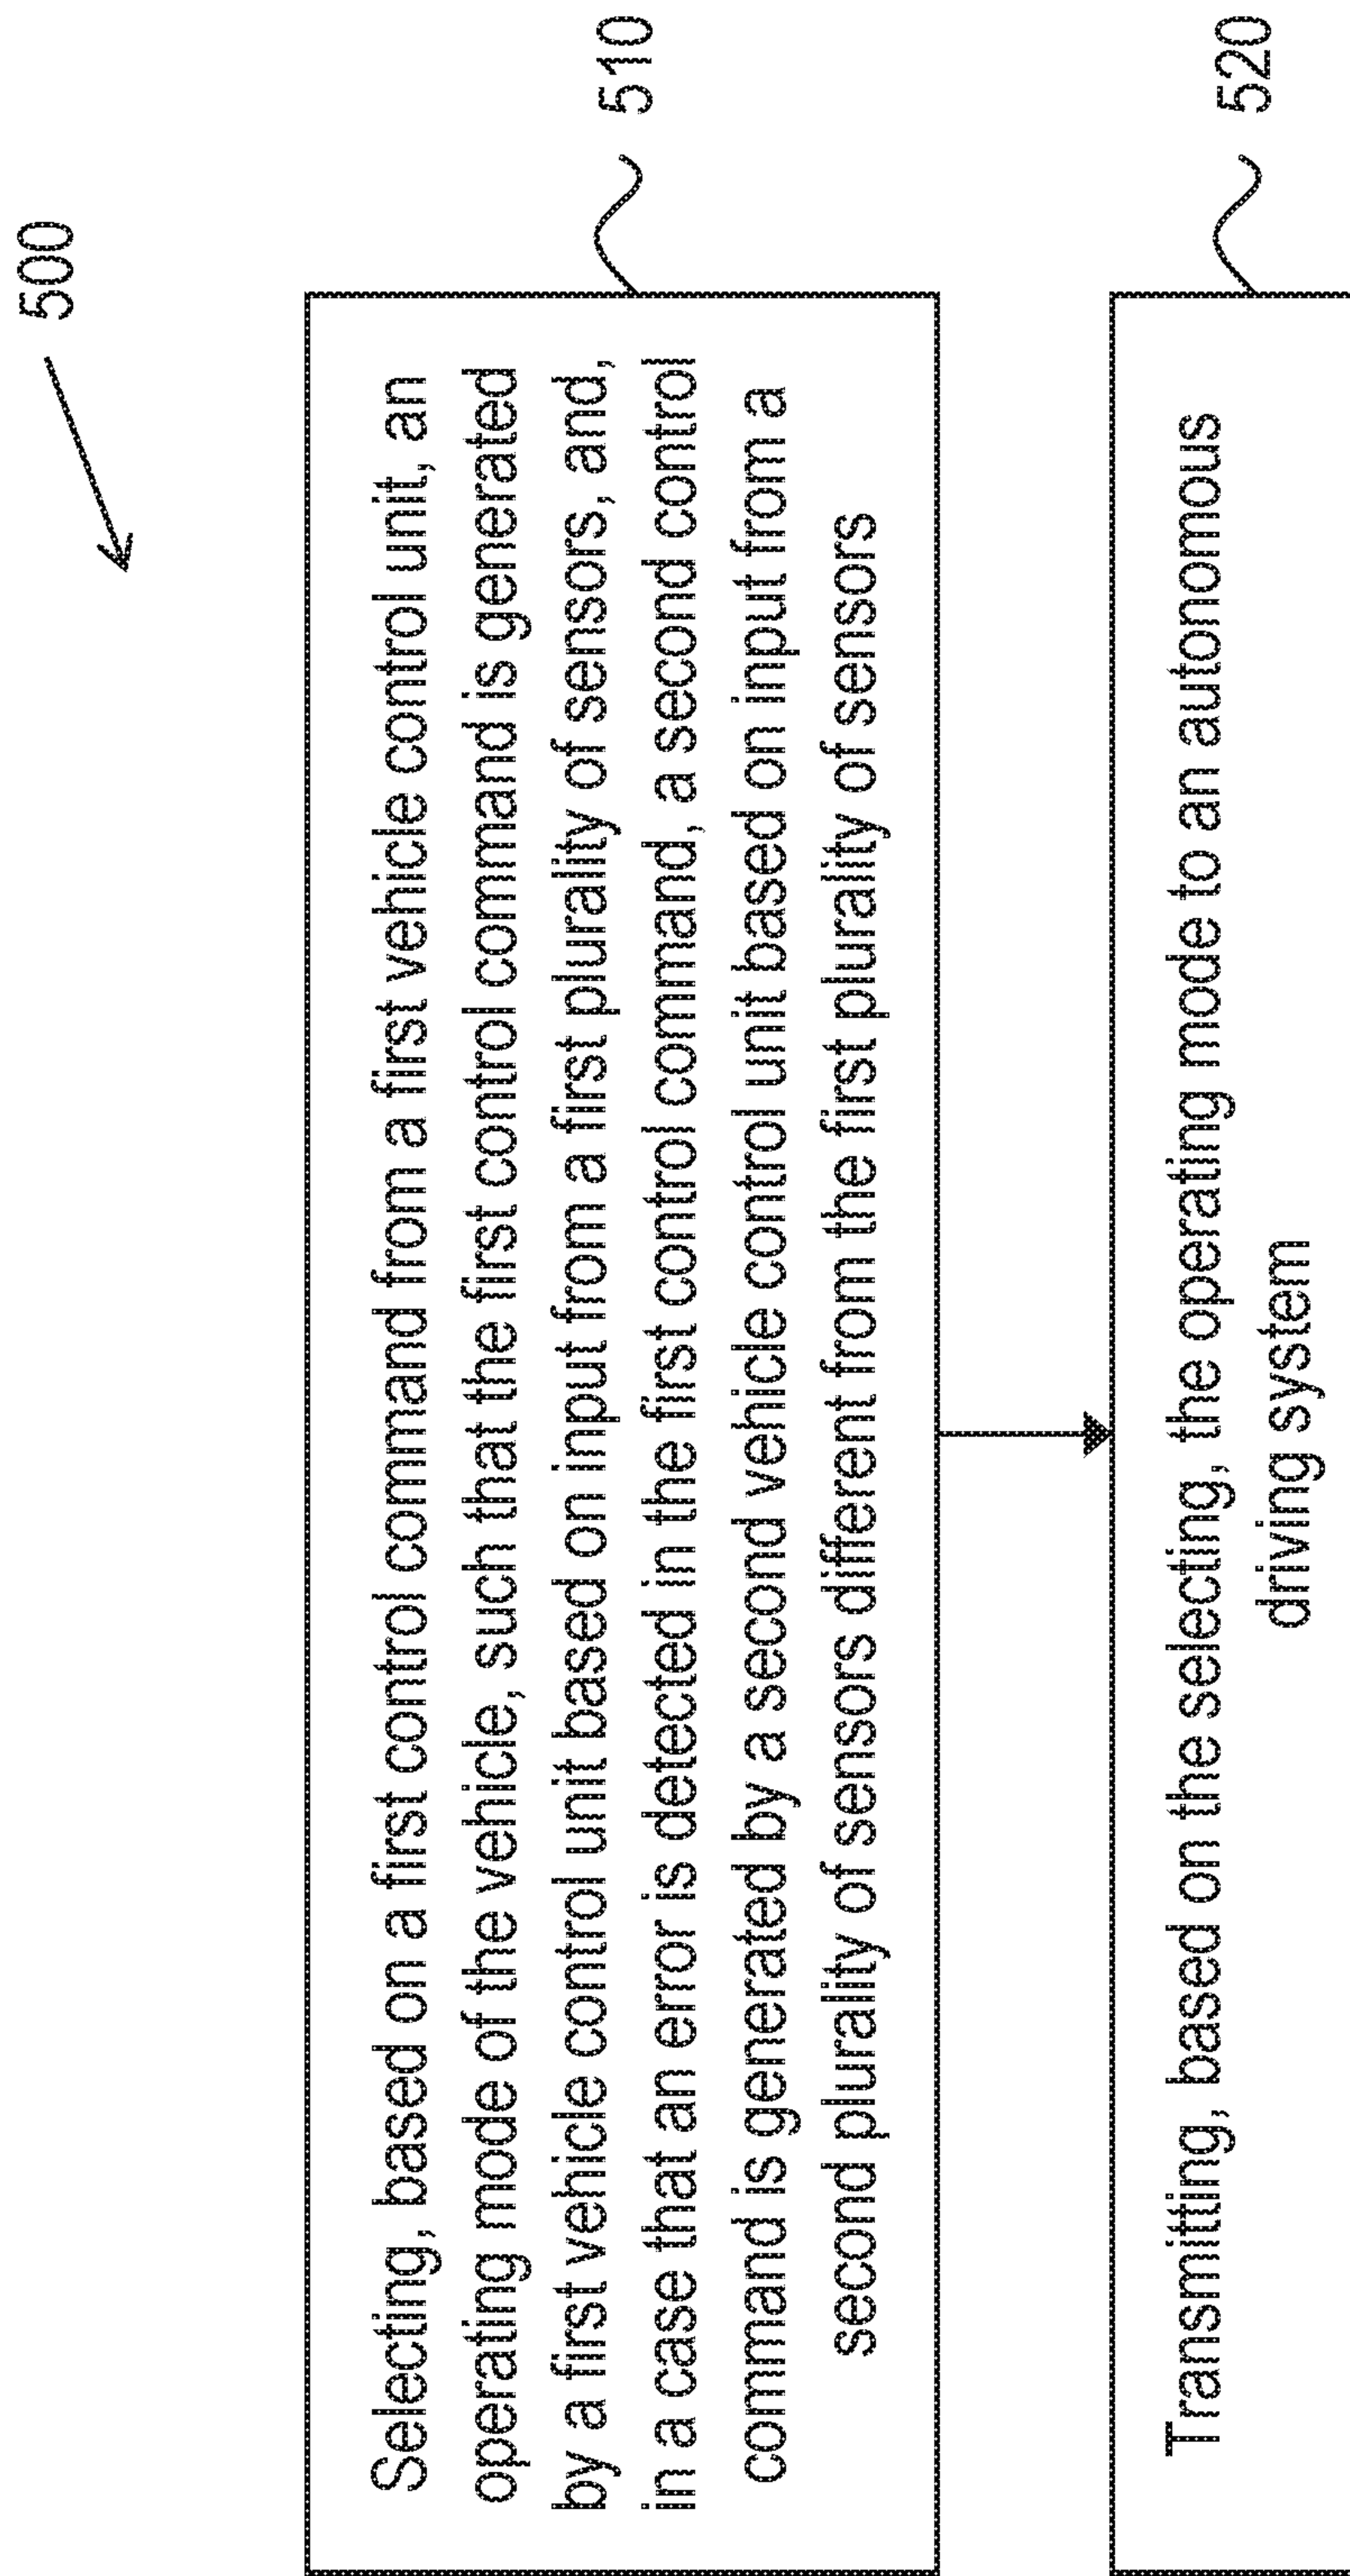 500
Selecting, based on a first control command from a first vehicle control unit, an
operating mode of the vehicle, such that the first control command is generated
by a first vehicle control unit based on input from a first plurality of sensors, and,
in a case that an error is detected in the first control command, a second control
command is generated by a second vehicle control unit based on input from a
second plurality of sensors different from the first plurality of sensors
510
Transmitting, based on the selecting, the operating mode to an autonomous
driving system
520